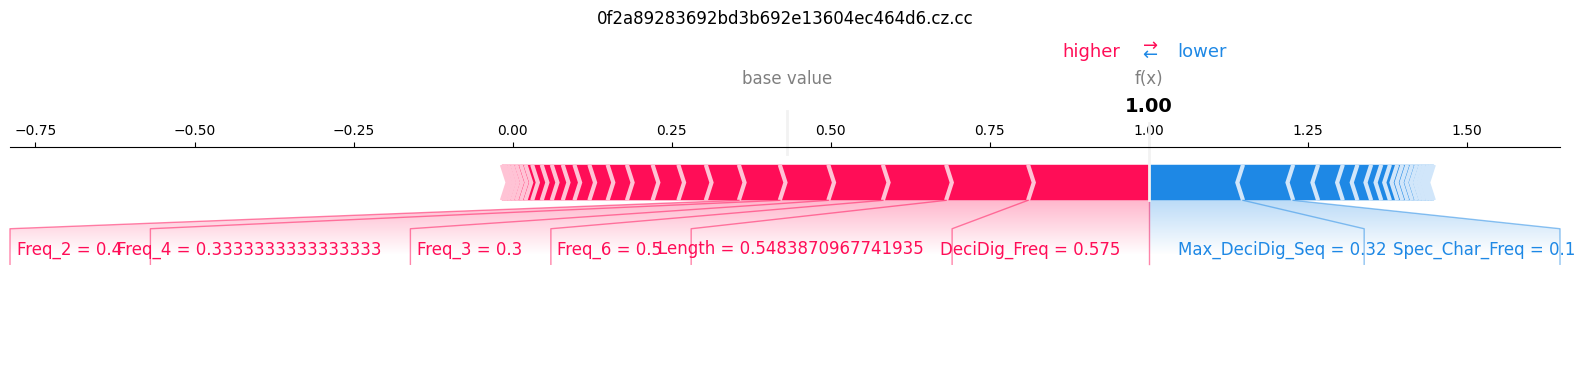 0f2a89283692bd3b692e13604ec464d6.cz.cc
higher ⇄ lower
base value f(x)
1.00
−0.75 −0.50 −0.25 0.00 0.25 0.50 0.75 1.00 1.25 1.50
Freq_2 = 0.4 Freq_4 = 0.3333333333333333 Freq_3 = 0.3 Freq_6 = 0.5 Length = 0.5483870967741935 DeciDig_Freq = 0.575 Max_DeciDig_Seq = 0.32 Spec_Char_Freq = 0.1